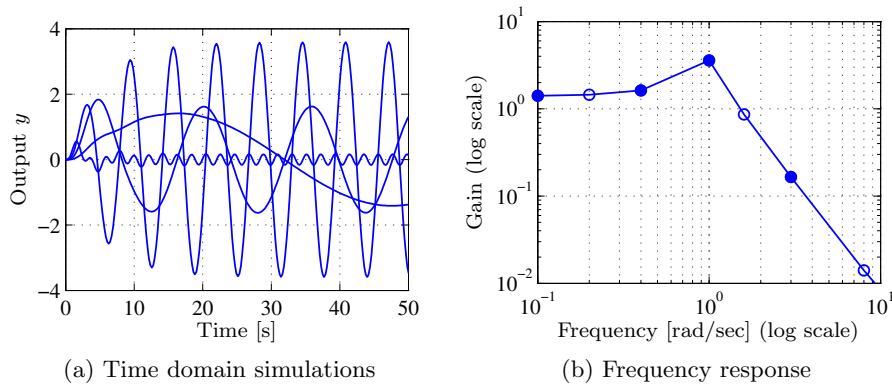 4
2
0
−2
−4
Output y
0 10 20 30 40 50
Time [s]
(a) Time domain simulations
10^1
10^0
10^−1
10^−2
Gain (log scale)
10^−1 10^0 10^1
Frequency [rad/sec] (log scale)
(b) Frequency response